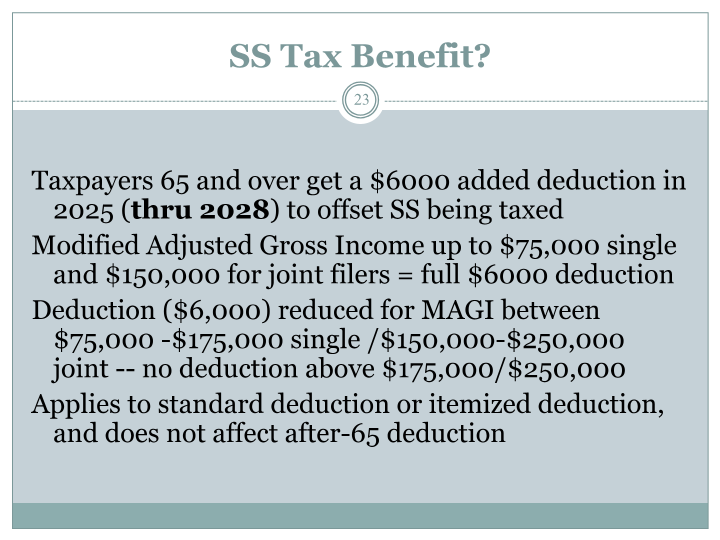 SS Tax Benefit?
23
Taxpayers 65 and over get a $6000 added deduction in
2025 (thru 2028) to offset SS being taxed
Modified Adjusted Gross Income up to $75,000 single
and $150,000 for joint filers = full $6000 deduction
Deduction ($6,000) reduced for MAGI between
$75,000 -$175,000 single /$150,000-$250,000
joint -- no deduction above $175,000/$250,000
Applies to standard deduction or itemized deduction,
and does not affect after-65 deduction